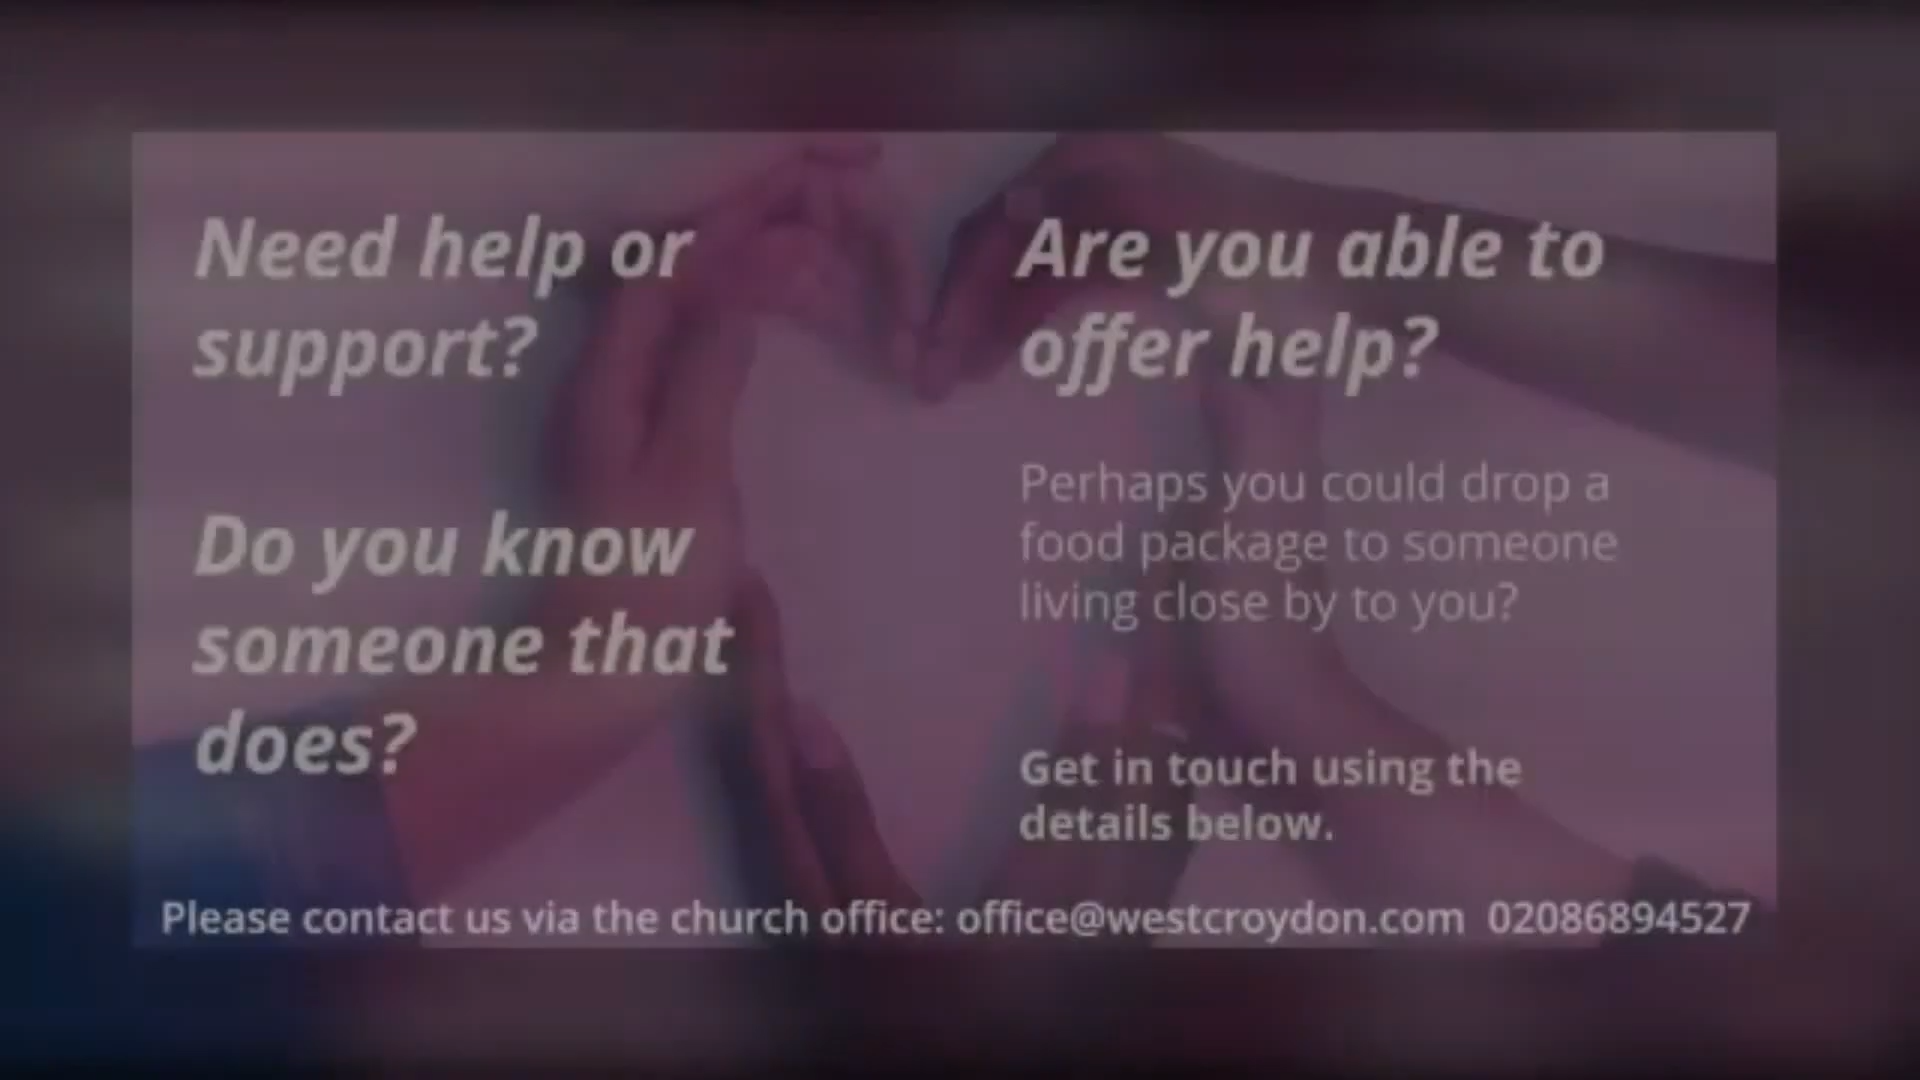 Need help or
support?
Do you know
someone that
does?
Are you able to
offer help?
Perhaps you could drop a
food package to someone
living close by to you?
Get in touch using the
details below.
Please contact us via the church office: office@westcroydon.com 02086894527